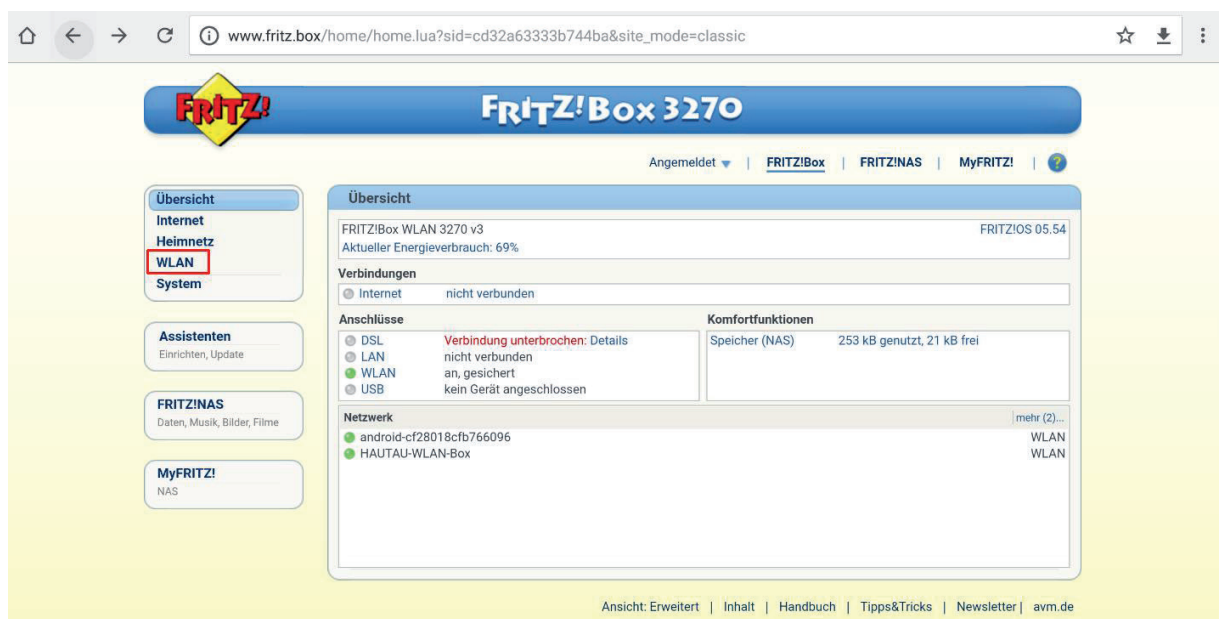 www.fritz.box/home/home.lua?sid=cd32a63333b744ba&site_mode=classic
FRITZ!
FRITZ!Box 3270
Angemeldet | FRITZ!Box | FRITZ!NAS | MyFRITZ! | ?
Übersicht
Internet
Heimnetz
WLAN
System
Assistenten
Einrichten, Update
FRITZ!NAS
Daten, Musik, Bilder, Filme
MyFRITZ!
NAS
Übersicht
FRITZ!Box WLAN 3270 v3 FRITZ!OS 05.54
Aktueller Energieverbrauch: 69%
Verbindungen
Internet nicht verbunden
Anschlüsse
DSL Verbindung unterbrochen: Details
LAN nicht verbunden
WLAN an, gesichert
USB kein Gerät angeschlossen
Komfortfunktionen
Speicher (NAS) 253 kB genutzt, 21 kB frei
Netzwerk mehr (2)...
android-cf28018cfb766096 WLAN
HAUTAU-WLAN-Box WLAN
Ansicht: Erweitert | Inhalt | Handbuch | Tipps&Tricks | Newsletter | avm.de